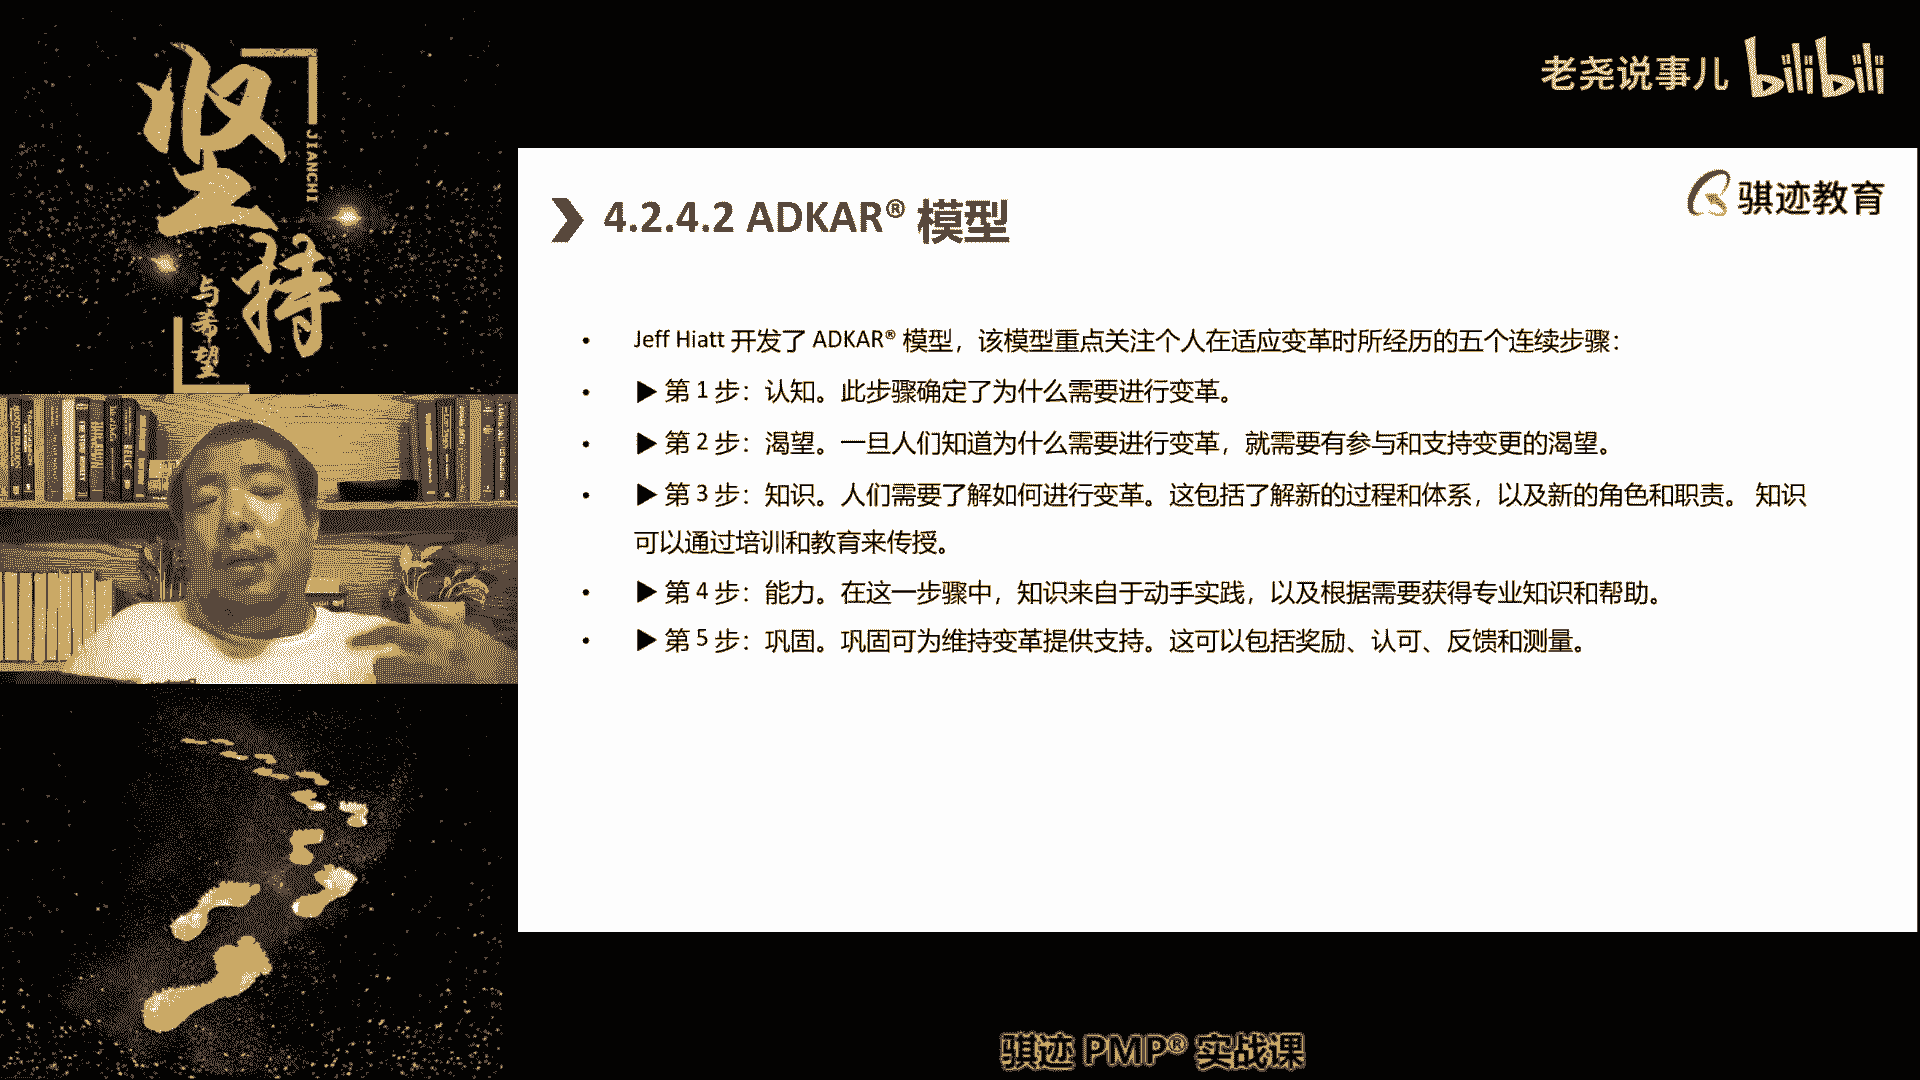 坚持
JIANCHI
与希望
老尧说事儿 bilibili
骐迹教育
4.2.4.2 ADKAR® 模型
• Jeff Hiatt 开发了 ADKAR® 模型，该模型重点关注个人在适应变革时所经历的五个连续步骤：
• ▶ 第 1 步：认知。此步骤确定了为什么需要进行变革。
• ▶ 第 2 步：渴望。一旦人们知道为什么需要进行变革，就需要有参与和支持变更的渴望。
• ▶ 第 3 步：知识。人们需要了解如何进行变革。这包括了解新的过程和体系，以及新的角色和职责。 知识
可以通过培训和教育来传授。
• ▶ 第 4 步：能力。在这一步骤中，知识来自于动手实践，以及根据需要获得专业知识和帮助。
• ▶ 第 5 步：巩固。巩固可为维持变革提供支持。这可以包括奖励、认可、反馈和测量。
骐迹 PMP® 实战课